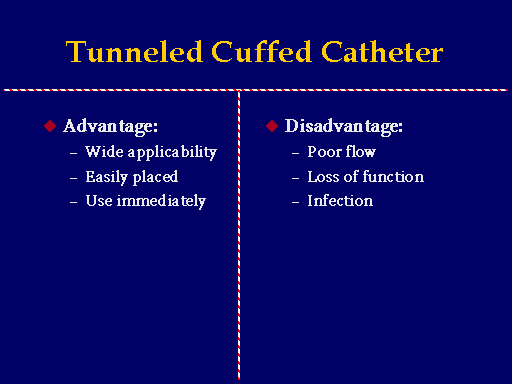 Tunneled Cuffed Catheter
Advantage:
– Wide applicability
– Easily placed
– Use immediately
Disadvantage:
– Poor flow
– Loss of function
– Infection